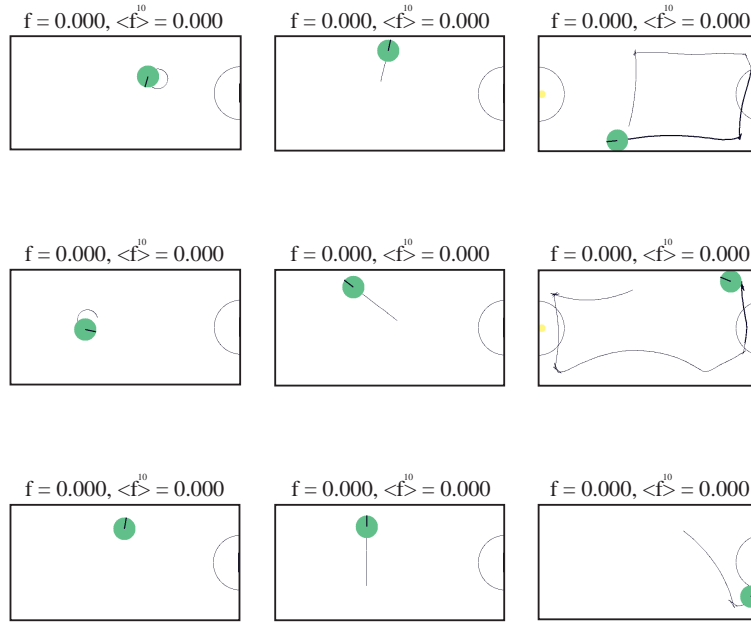 f = 0.000, <f>¹⁰ = 0.000 f = 0.000, <f>¹⁰ = 0.000 f = 0.000, <f>¹⁰ = 0.000
f = 0.000, <f>¹⁰ = 0.000 f = 0.000, <f>¹⁰ = 0.000 f = 0.000, <f>¹⁰ = 0.000
f = 0.000, <f>¹⁰ = 0.000 f = 0.000, <f>¹⁰ = 0.000 f = 0.000, <f>¹⁰ = 0.000